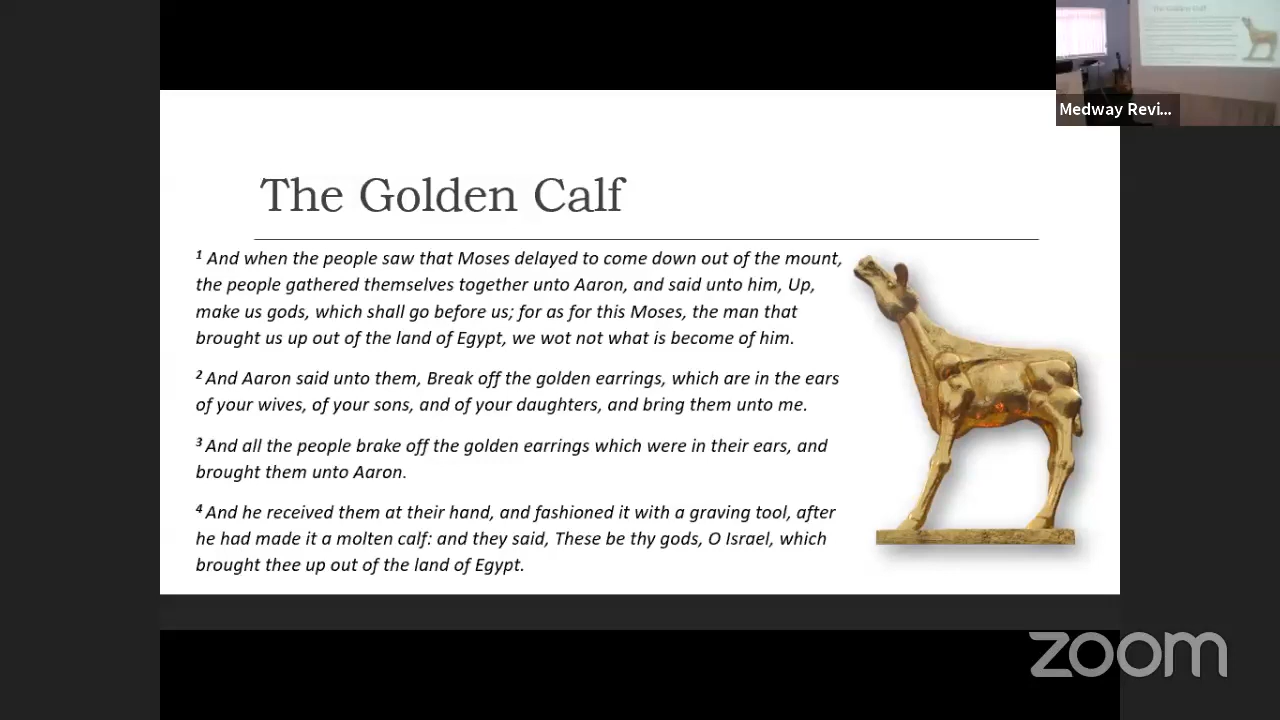 Medway Revi...
The Golden Calf
1 And when the people saw that Moses delayed to come down out of the mount,
the people gathered themselves together unto Aaron, and said unto him, Up,
make us gods, which shall go before us; for as for this Moses, the man that
brought us up out of the land of Egypt, we wot not what is become of him.
2 And Aaron said unto them, Break off the golden earrings, which are in the ears
of your wives, of your sons, and of your daughters, and bring them unto me.
3 And all the people brake off the golden earrings which were in their ears, and
brought them unto Aaron.
4 And he received them at their hand, and fashioned it with a graving tool, after
he had made it a molten calf: and they said, These be thy gods, O Israel, which
brought thee up out of the land of Egypt.
zoom